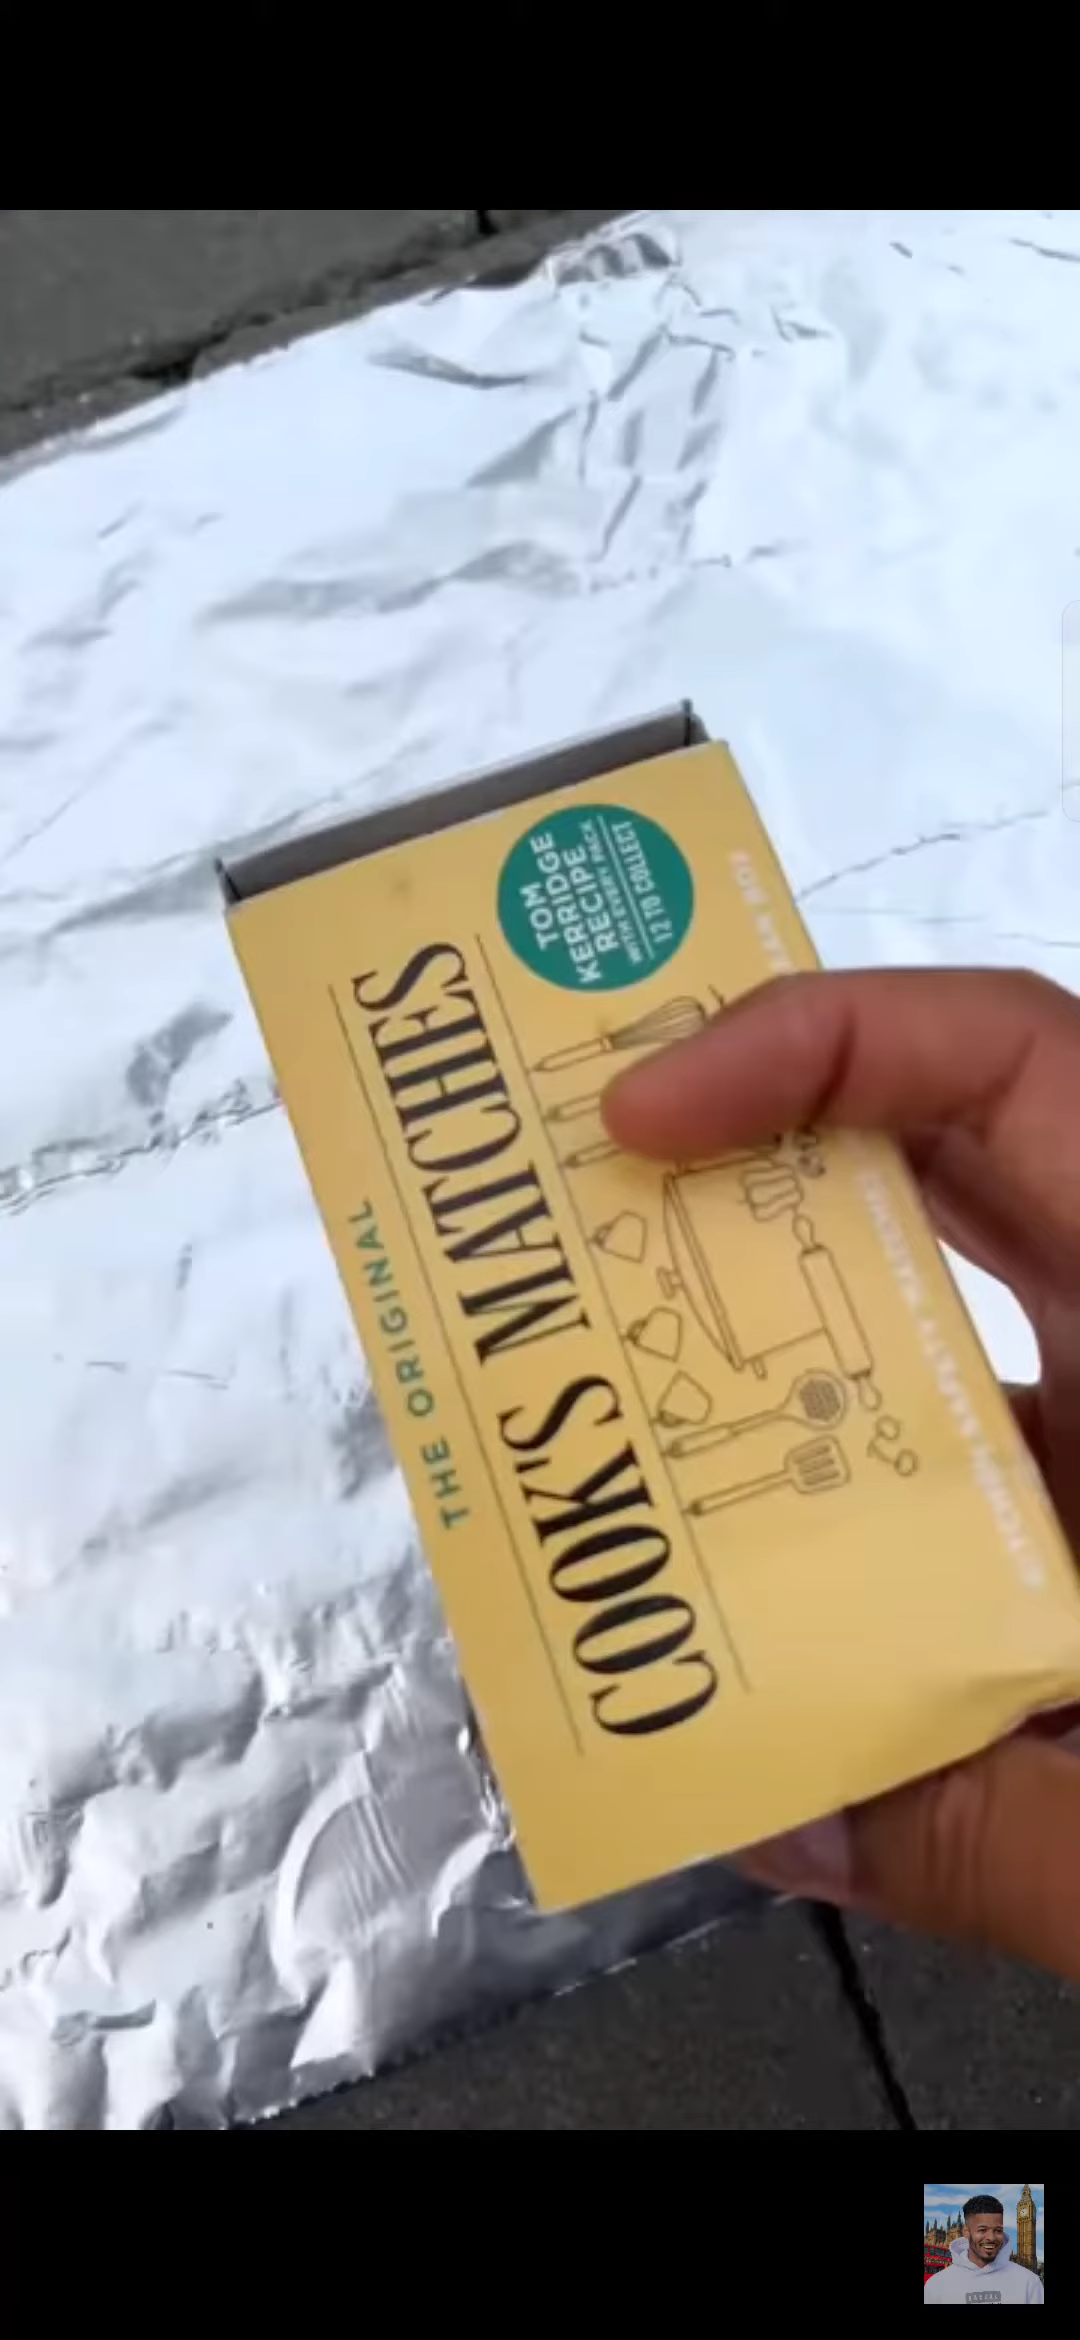 THE ORIGINAL
COOK'S MATCHES
TOM
KERRIDGE
RECIPE
WITH EVERY PACK
12 TO COLLECT